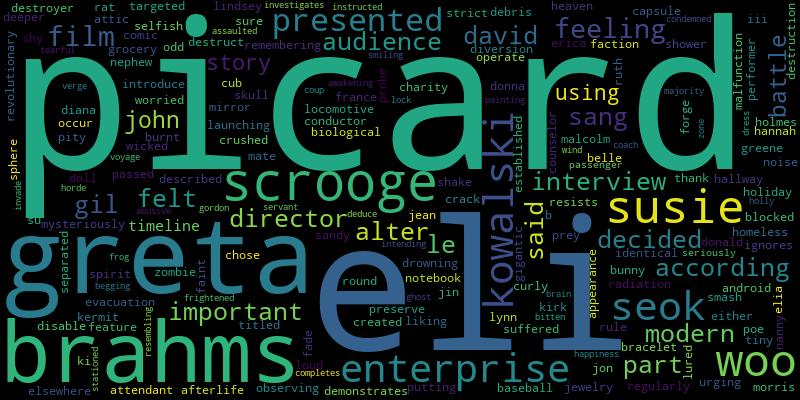 destroyer rat targeted lindsey investigates instructed strict debris heaven capsule iii
attic selfish sure assaulted presented david deeper erica faction shower
shy film comic odd destruct audience feeling diversion operate battle
revolutionary tearful grocery story remembering smiling
picard
nephew cub awakening majority condemned destruction
verge introduce coup charity probe donna using ruth malfunction performer
diana worried skull france lock painting
occur john mirror locomotive sang forge zone dress holmes
pity burnt launching conductor biological counselor malcolm hannah
sphere wicked crushed established wind coach greene
voyage mate belle passenger noise
doll passed described scrooge shake interview thank hallway
invade horde abusive servant kowalski resists susie holiday
su gil felt gordon deduce jean crack b holly blocked
mysteriously timeline director alter le said decided donald homeless
greta chose sandy intending gigantic prey identical seriously ignores
separated frog spirit zombie faint drowning curly according
begging round notebook jin appearance brain bunny radiation android elia
evacuation frightened ghost preserve lynn kirk bitten seok smash
kermit important created liking suffered either poe nanny
disable feature titled fade eli rule modern tiny
brahms resembling loud happiness bracelet lured woo
ki stationed completes enterprise jon part urging
elsewhere attendant afterlife observing demonstrates putting baseball jewelry regularly morris